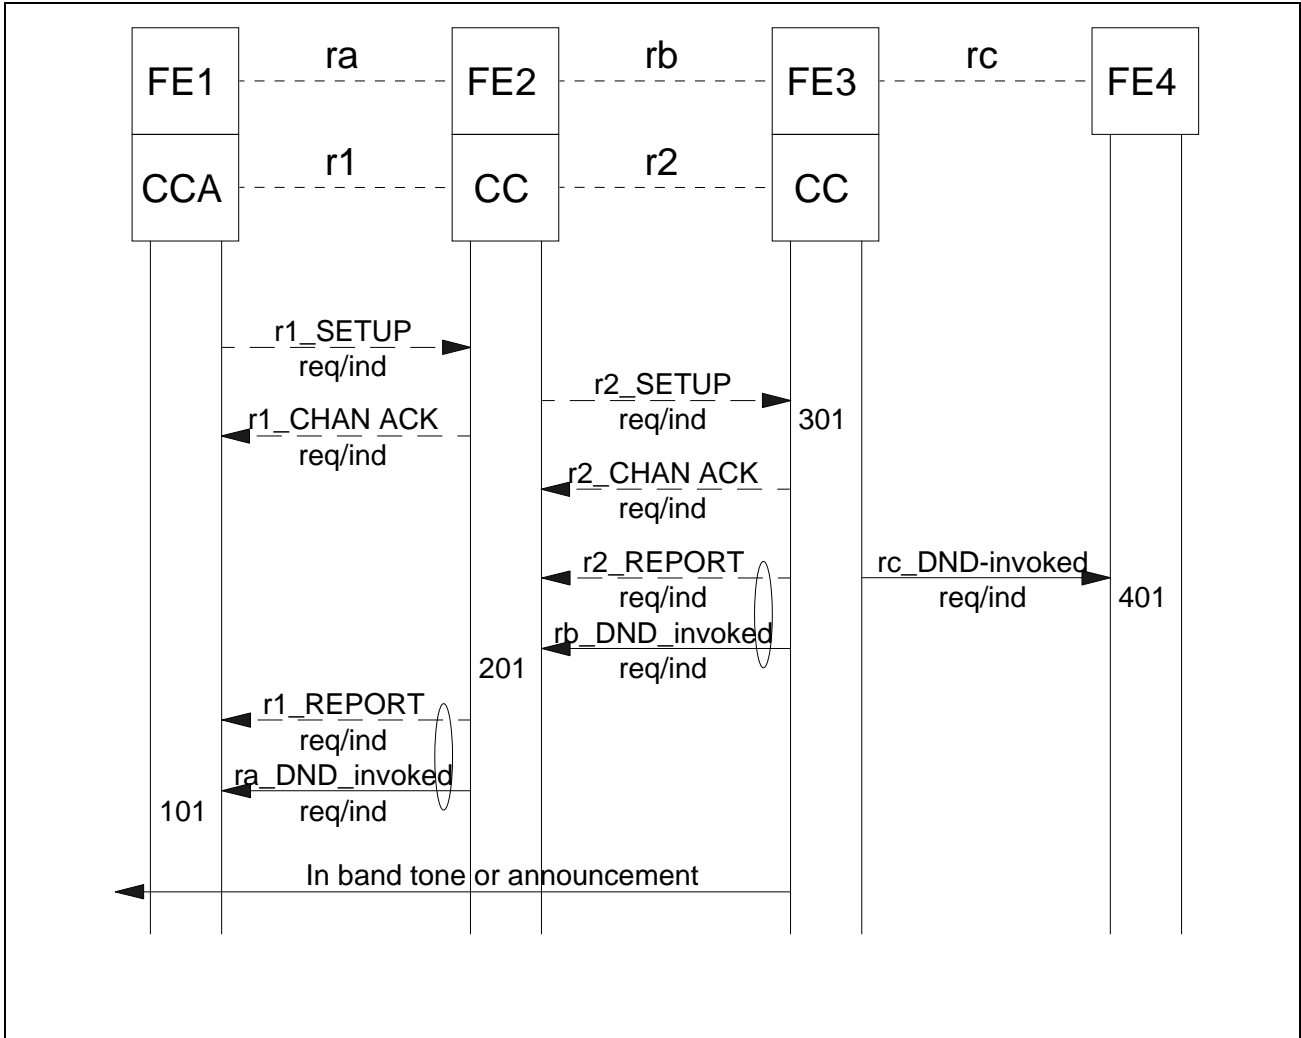 ra
rb
rc
FE1
FE2
FE3
FE4
r1
r2
CCA
CC
CC
r1_SETUP
req/ind
r2_SETUP
req/ind
301
r1_CHAN ACK
req/ind
r2_CHAN ACK
req/ind
r2_REPORT
req/ind
rc_DND-invoked
req/ind
401
rb_DND_invoked
req/ind
201
r1_REPORT
req/ind
ra_DND_invoked
req/ind
101
In band tone or announcement